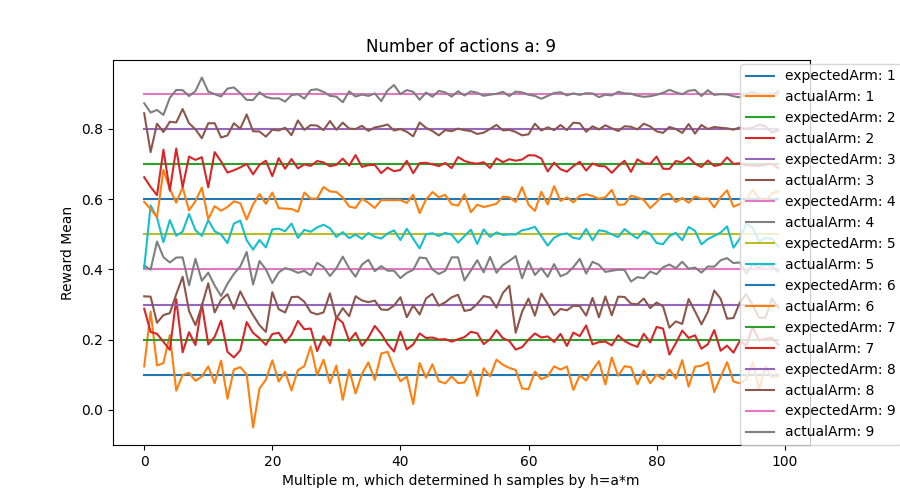 Number of actions a: 9
Reward Mean
0.8
0.6
0.4
0.2
0.0
0
20
40
60
80
100
Multiple m, which determined h samples by h=a*m
expectedArm: 1
actualArm: 1
expectedArm: 2
actualArm: 2
expectedArm: 3
actualArm: 3
expectedArm: 4
actualArm: 4
expectedArm: 5
actualArm: 5
expectedArm: 6
actualArm: 6
expectedArm: 7
actualArm: 7
expectedArm: 8
actualArm: 8
expectedArm: 9
actualArm: 9